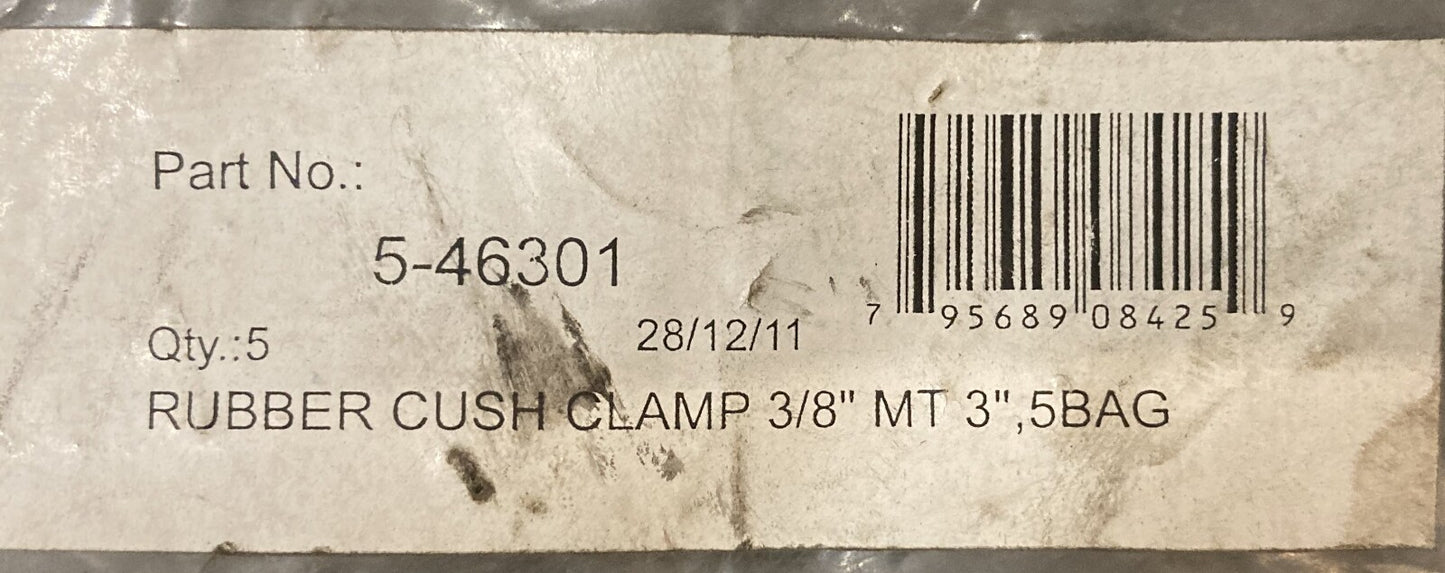 Part No.:
5-46301
Qty.:5
28/12/11
RUBBER CUSH CLAMP 3/8" MT 3",5BAG
7 95689 08425 9